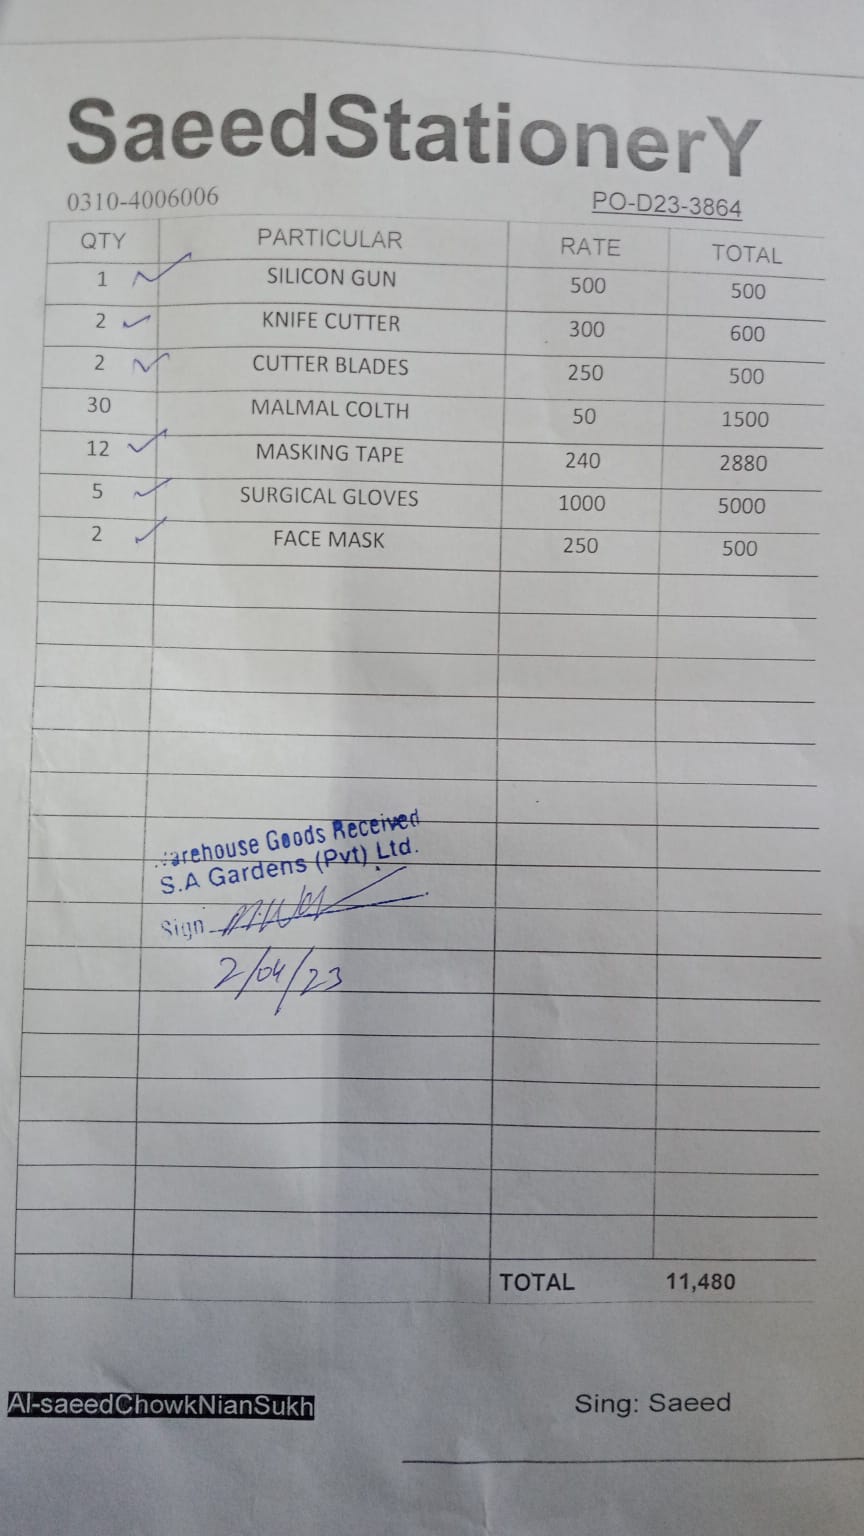 SaeedStationerY
0310-4006006 PO-D23-3864
QTY PARTICULAR RATE TOTAL
1 SILICON GUN 500 500
2 KNIFE CUTTER 300 600
2 CUTTER BLADES 250 500
30 MALMAL COLTH 50 1500
12 MASKING TAPE 240 2880
5 SURGICAL GLOVES 1000 5000
2 FACE MASK 250 500
Goods Received
S.A Gardens (Pvt) Ltd.
Sign
2/04/23
TOTAL 11,480
Al-saeedChowkNianSukh Sing: Saeed